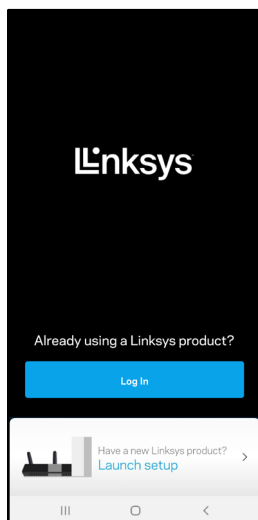 Linksys
Already using a Linksys product?
Log In
Have a new Linksys product?
Launch setup